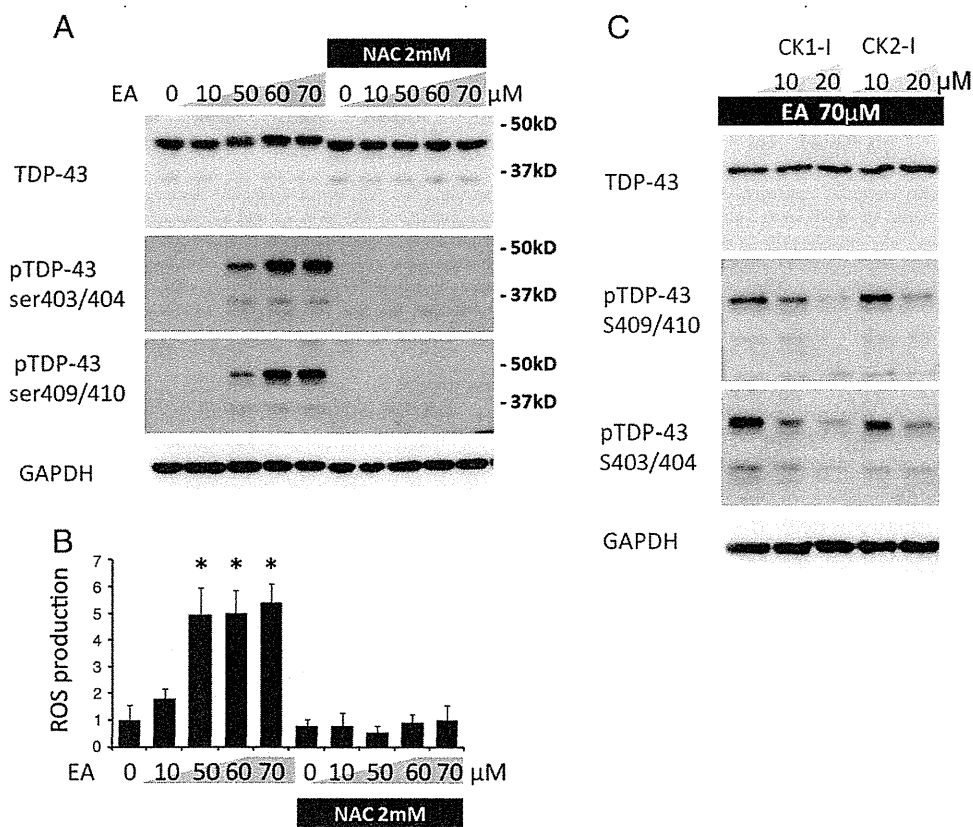 A
NAC 2mM
EA 0 10 50 60 70 0 10 50 60 70 μM
- 50kD
TDP-43
- 37kD
- 50kD
pTDP-43
ser403/404
- 37kD
pTDP-43
ser409/410
- 50kD
- 37kD
GAPDH
B
ROS production
7
6
5
4
3
2
1
0
* * *
EA 0 10 50 60 70 0 10 50 60 70 μM
NAC 2mM
C
CK1-I CK2-I
10 20 10 20 μM
EA 70μM
TDP-43
pTDP-43
S409/410
pTDP-43
S403/404
GAPDH